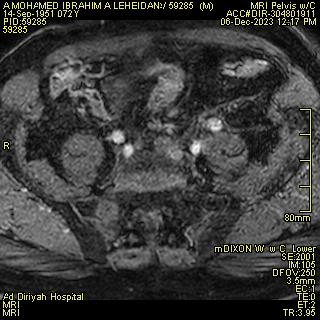 A MOHAMED IBRAHIM A LEHEIDAN:/ 59285 (M)
14-Sep-1951 072Y
PID:59285
59285
MRI Pelvis w/C
ACC#DIR-304801911
06-Dec-2023 12:17 PM
R
80mm
mDIXON W w C Lower
SE:2001
IM:105
DFOV:250
3.5mm
EC:1
TE:0
ET:2
TR:3.95
Ad Diriyah Hospital
MRI
MRI